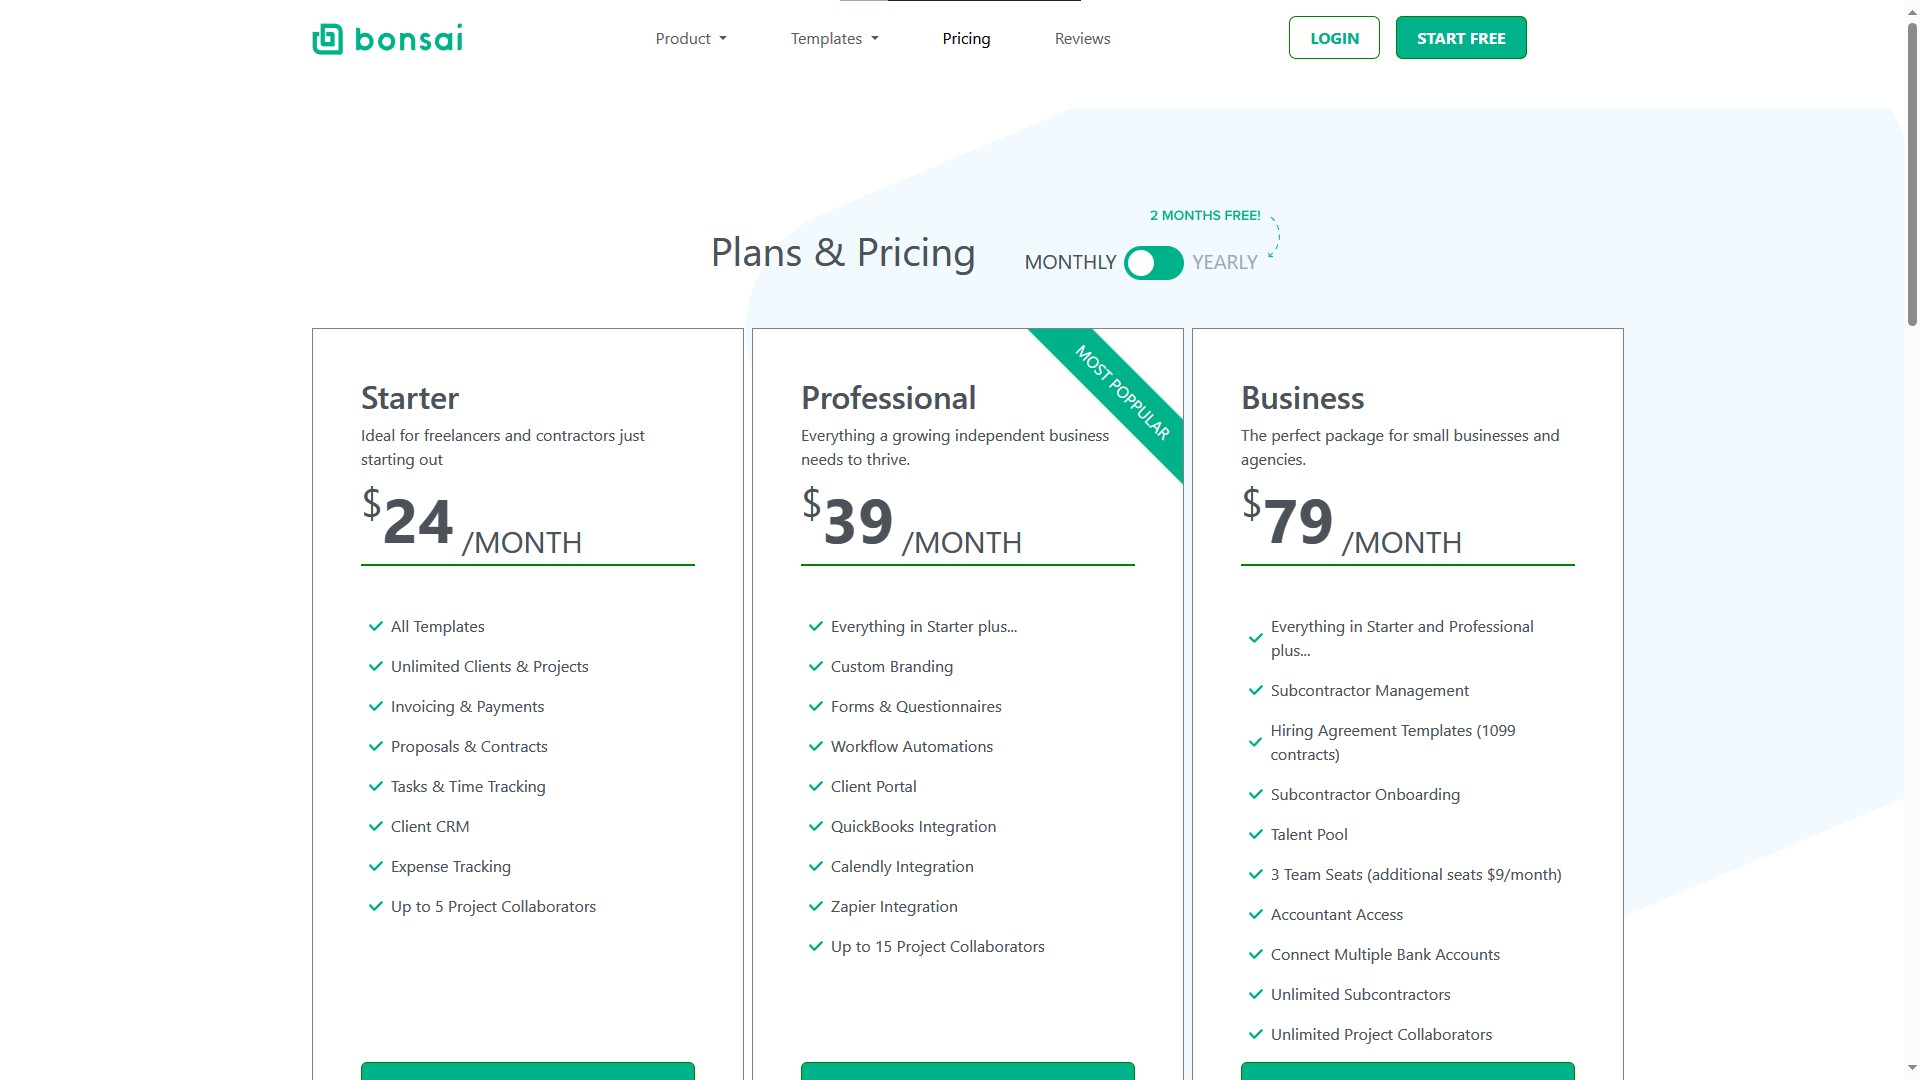 bonsai
Product
Templates
Pricing
Reviews
LOGIN
START FREE
2 MONTHS FREE!
Plans & Pricing
MONTHLY
YEARLY
MOST POPPULAR
Starter
Ideal for freelancers and contractors just
starting out
$24 /MONTH
All Templates
Unlimited Clients & Projects
Invoicing & Payments
Proposals & Contracts
Tasks & Time Tracking
Client CRM
Expense Tracking
Up to 5 Project Collaborators
Professional
Everything a growing independent business
needs to thrive.
$39 /MONTH
Everything in Starter plus...
Custom Branding
Forms & Questionnaires
Workflow Automations
Client Portal
QuickBooks Integration
Calendly Integration
Zapier Integration
Up to 15 Project Collaborators
Business
The perfect package for small businesses and
agencies.
$79 /MONTH
Everything in Starter and Professional
plus...
Subcontractor Management
Hiring Agreement Templates (1099
contracts)
Subcontractor Onboarding
Talent Pool
3 Team Seats (additional seats $9/month)
Accountant Access
Connect Multiple Bank Accounts
Unlimited Subcontractors
Unlimited Project Collaborators